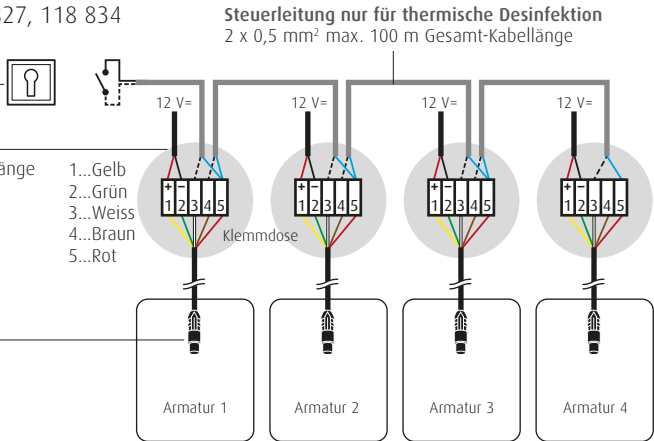 827, 118 834
Steuerleitung nur für thermische Desinfektion
2 x 0,5 mm² max. 100 m Gesamt-Kabellänge
12 V= 12 V= 12 V= 12 V=
änge
1...Gelb
2...Grün
3...Weiss
4...Braun
5...Rot
+ − + − + − + −
1 2 3 4 5 1 2 3 4 5 1 2 3 4 5 1 2 3 4 5
Klemmdose
Armatur 1 Armatur 2 Armatur 3 Armatur 4